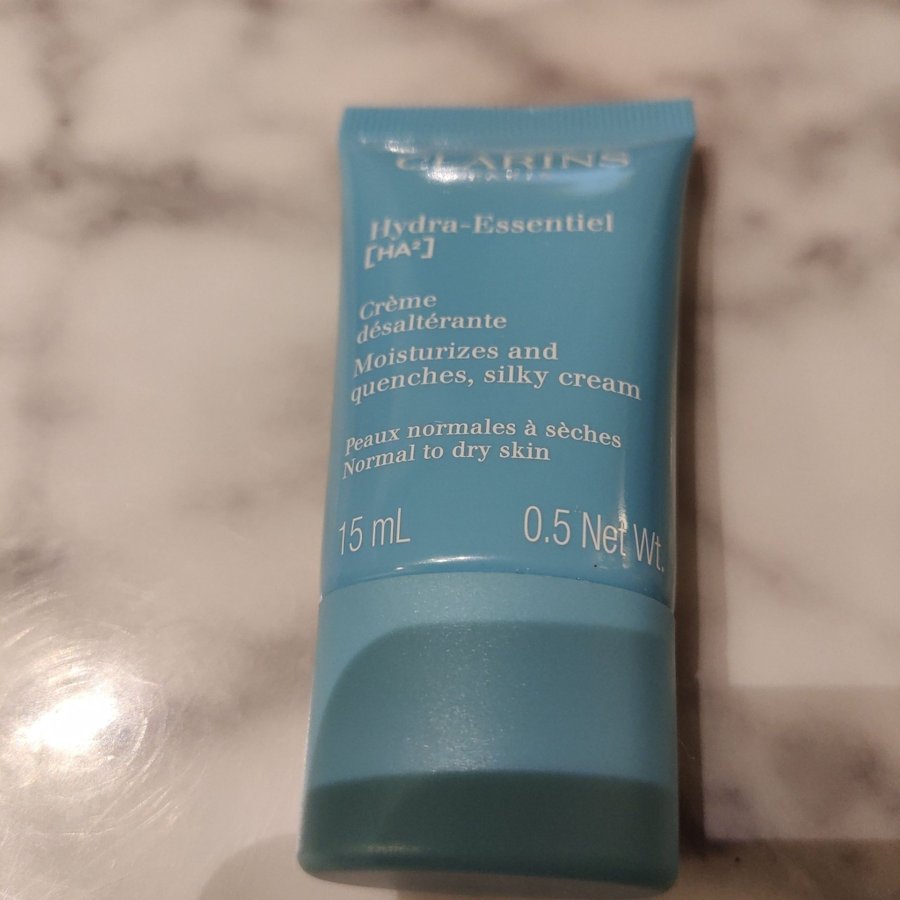 CLARINS
PARIS
Hydra-Essentiel
[HA²]
Crème
désaltérante
Moisturizes and
quenches, silky cream
Peaux normales à sèches
Normal to dry skin
15 mL 0.5 Net Wt.